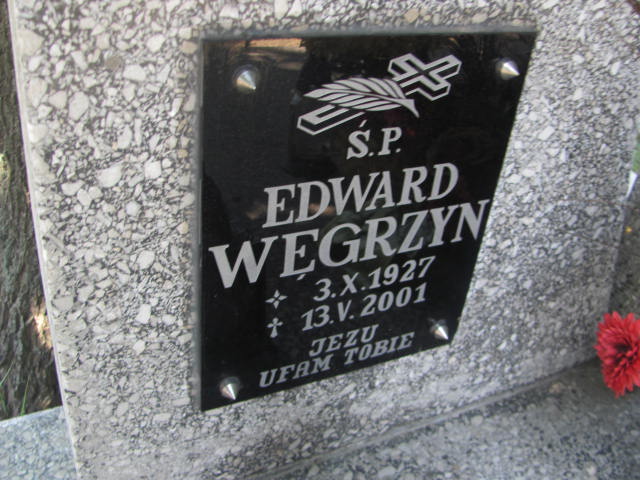 Ś.P.
EDWARD
WĘGRZYN
3.X.1927
† 13.V.2001
JEZU
UFAM TOBIE